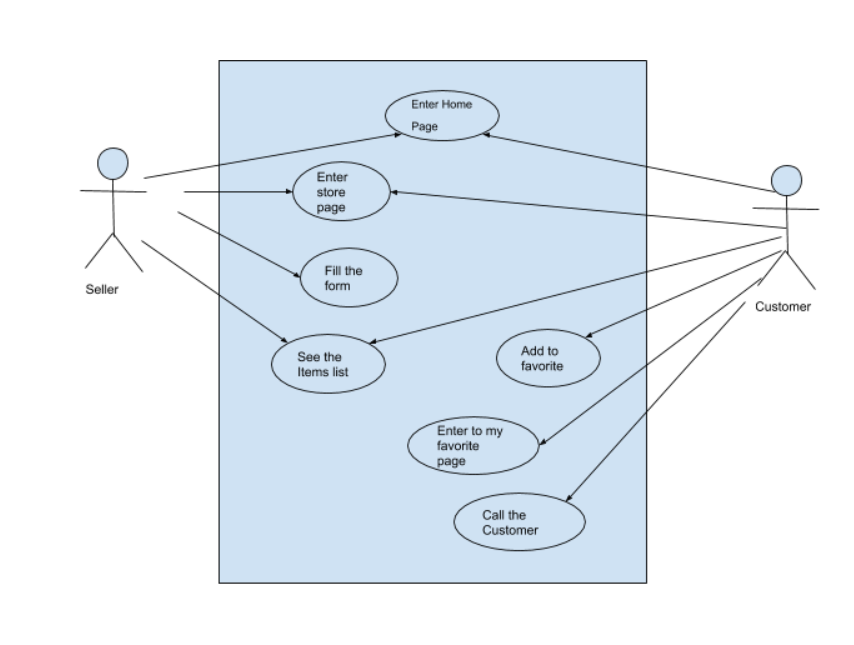 Enter Home
Page
Enter
store
page
Seller
Fill the
form
Customer
See the
Items list
Add to
favorite
Enter to my
favorite
page
Call the
Customer